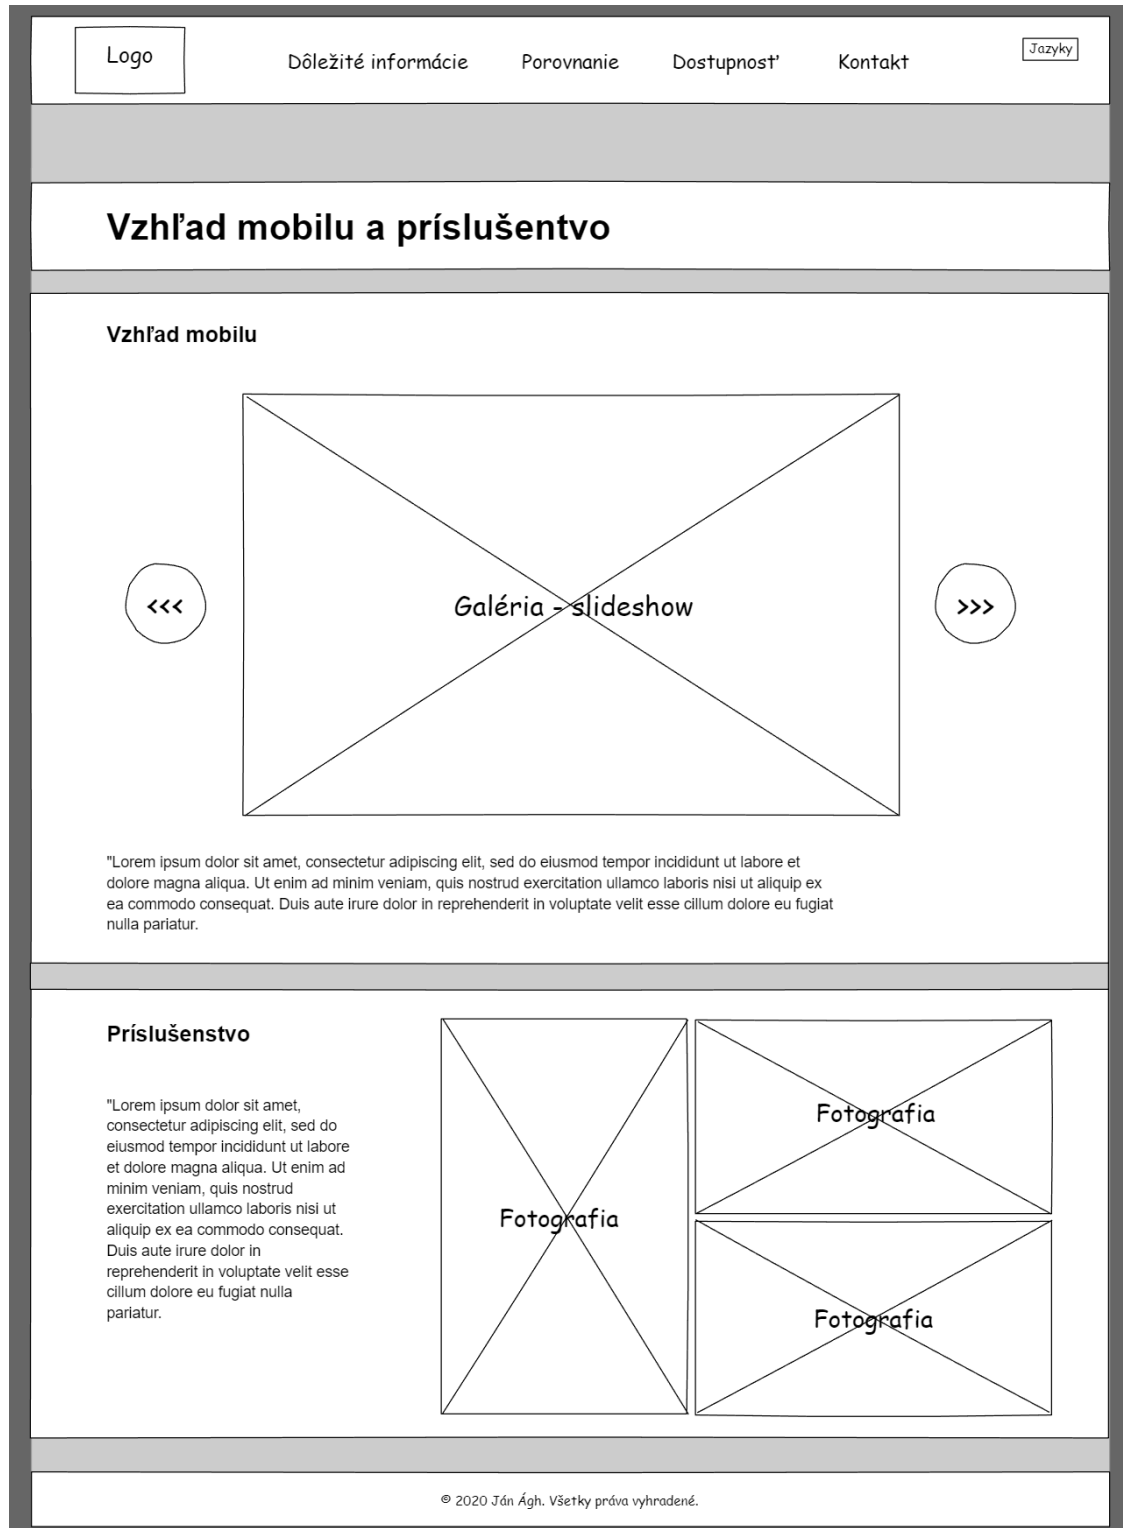 Logo
Dôležité informácie
Porovnanie
Dostupnosť
Kontakt
Jazyky
Vzhľad mobilu a príslušentvo
Vzhľad mobilu
<<<
Galéria - slideshow
>>>
"Lorem ipsum dolor sit amet, consectetur adipiscing elit, sed do eiusmod tempor incididunt ut labore et
dolore magna aliqua. Ut enim ad minim veniam, quis nostrud exercitation ullamco laboris nisi ut aliquip ex
ea commodo consequat. Duis aute irure dolor in reprehenderit in voluptate velit esse cillum dolore eu fugiat
nulla pariatur.
Príslušenstvo
"Lorem ipsum dolor sit amet,
consectetur adipiscing elit, sed do
eiusmod tempor incididunt ut labore
et dolore magna aliqua. Ut enim ad
minim veniam, quis nostrud
exercitation ullamco laboris nisi ut
aliquip ex ea commodo consequat.
Duis aute irure dolor in
reprehenderit in voluptate velit esse
cillum dolore eu fugiat nulla
pariatur.
Fotografia
Fotografia
Fotografia
© 2020 Ján Ágh. Všetky práva vyhradené.